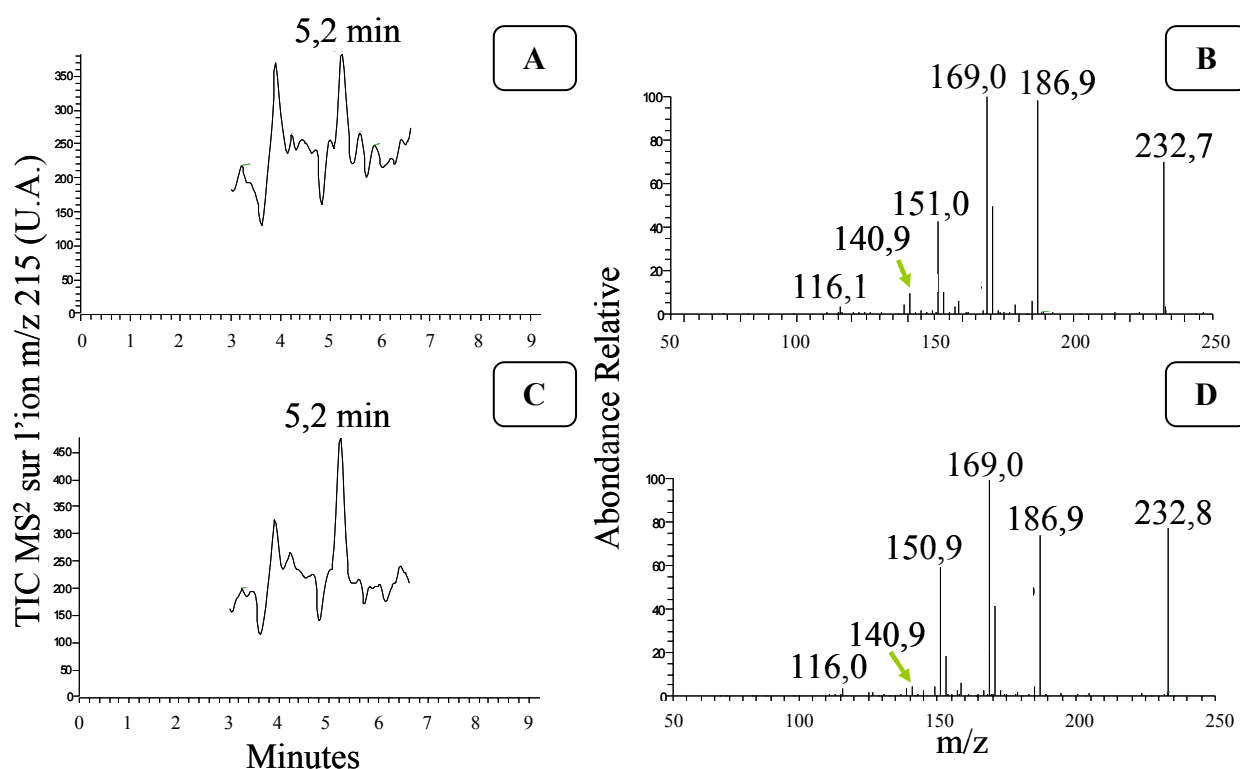 5,2 min
A
350
300
250
200
150
100
50
0
0 1 2 3 4 5 6 7 8 9
TIC MS² sur l'ion m/z 215 (U.A.)
B
169,0 186,9
232,7
151,0
140,9
116,1
100
80
60
40
20
0
50 100 150 200 250
Abondance Relative
C
5,2 min
450
400
350
300
250
200
150
100
50
0
0 1 2 3 4 5 6 7 8 9
Minutes
D
169,0
186,9 232,8
150,9
140,9
116,0
100
80
60
40
20
0
50 100 150 200 250
m/z